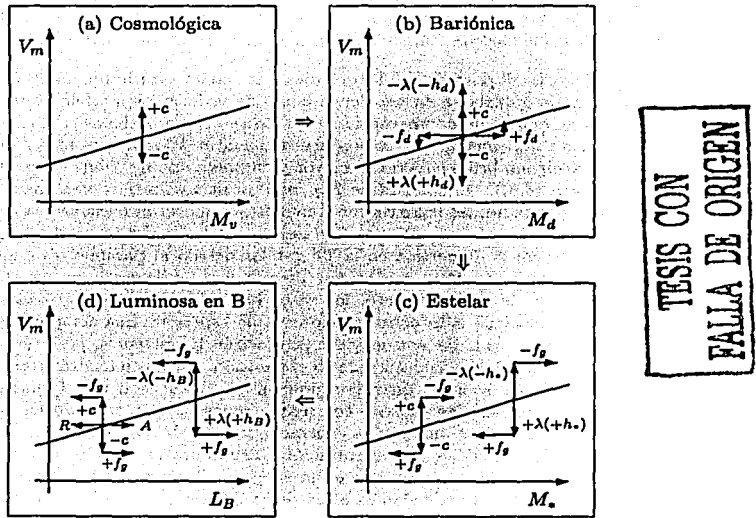 (a) Cosmológica
V_m
+c
−c
M_v
⇒
(b) Bariónica
V_m
−λ(−h_d)
+c
−f_d
+f_d
−c
+λ(+h_d)
M_d
⇓
(d) Luminosa en B
V_m
−f_g
−λ(−h_B)
−f_g
+c
R
A
+λ(+h_B)
−c
+f_g
+f_g
L_B
⇐
(c) Estelar
V_m
−f_g
−λ(−h_*)
−f_g
+c
+λ(+h_*)
−c
+f_g
+f_g
M_*
TESIS CON
FALLA DE ORIGEN